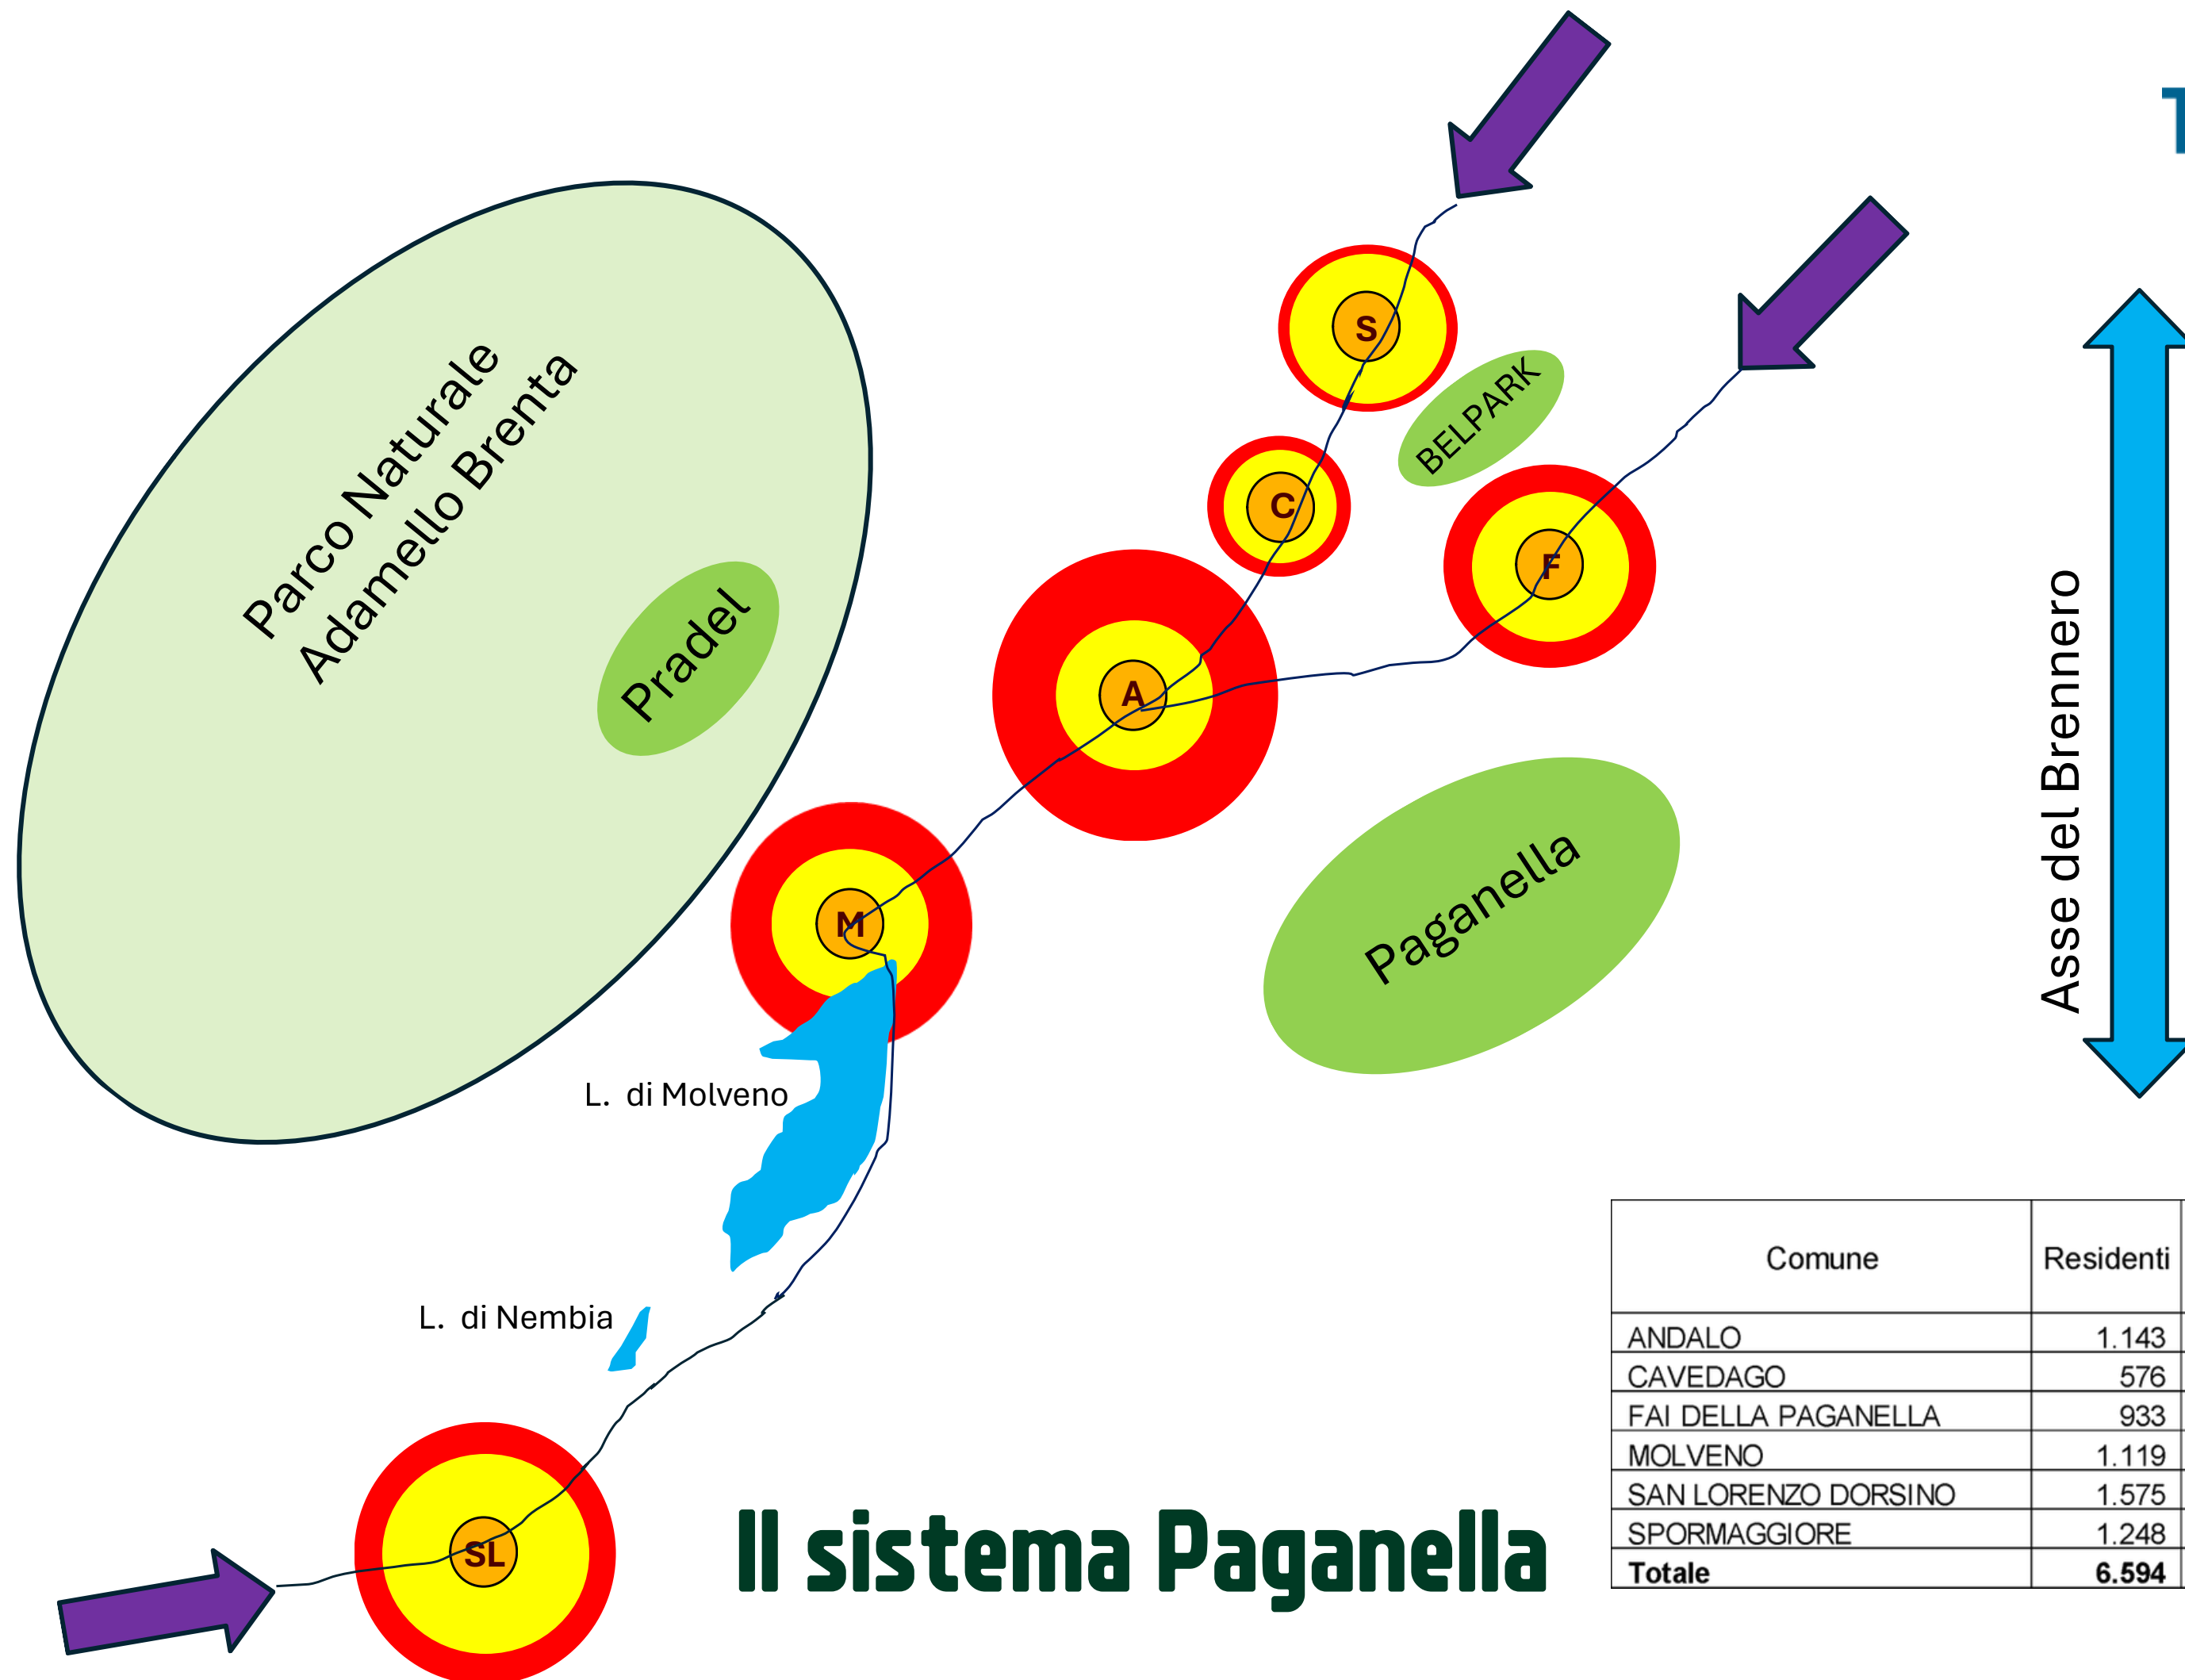 Parco Naturale
Adamello Brenta
Pradel
S
BELPARK
C
F
A
M
Paganella
Asse del Brennero
L. di Molveno
L. di Nembia
SL
Il sistema Paganella
Comune Residenti
ANDALO 1.143
CAVEDAGO 576
FAI DELLA PAGANELLA 933
MOLVENO 1.119
SAN LORENZO DORSINO 1.575
SPORMAGGIORE 1.248
Totale 6.594